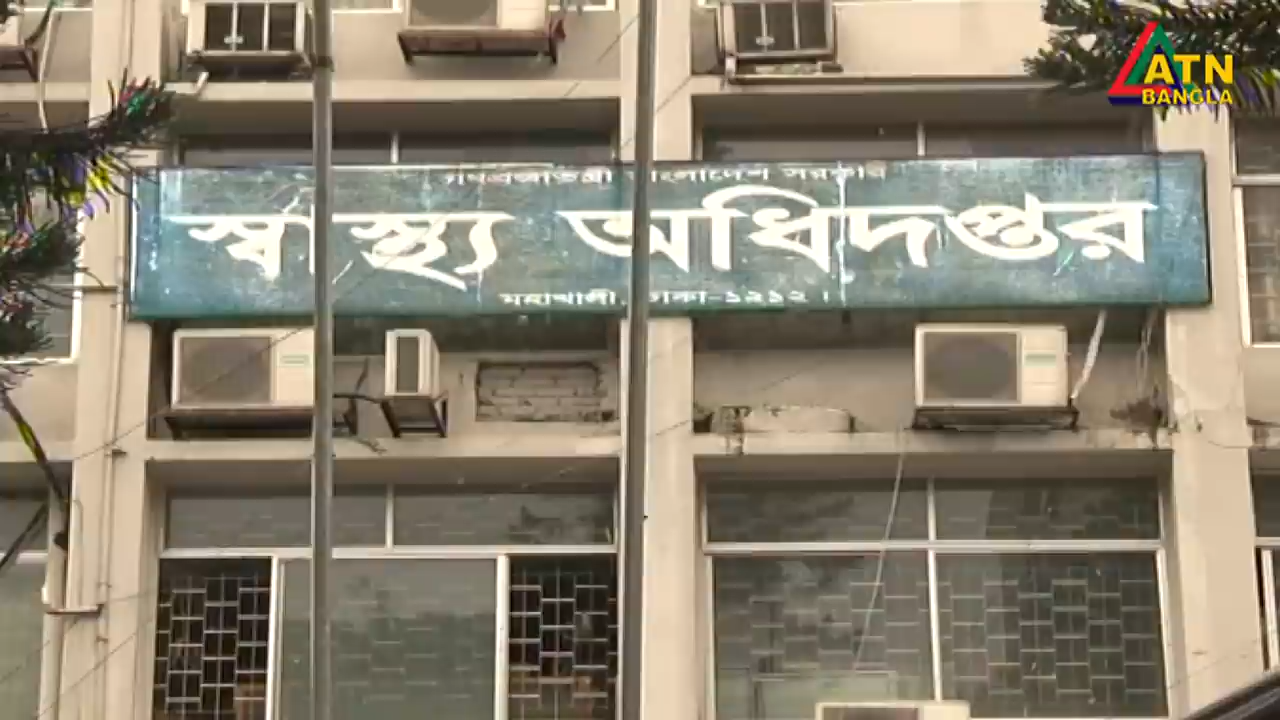 গণপ্রজাতন্ত্রী বাংলাদেশ সরকার
স্বাস্থ্য অধিদপ্তর
মহাখালী, ঢাকা-১২১২ ।
ATN
BANGLA